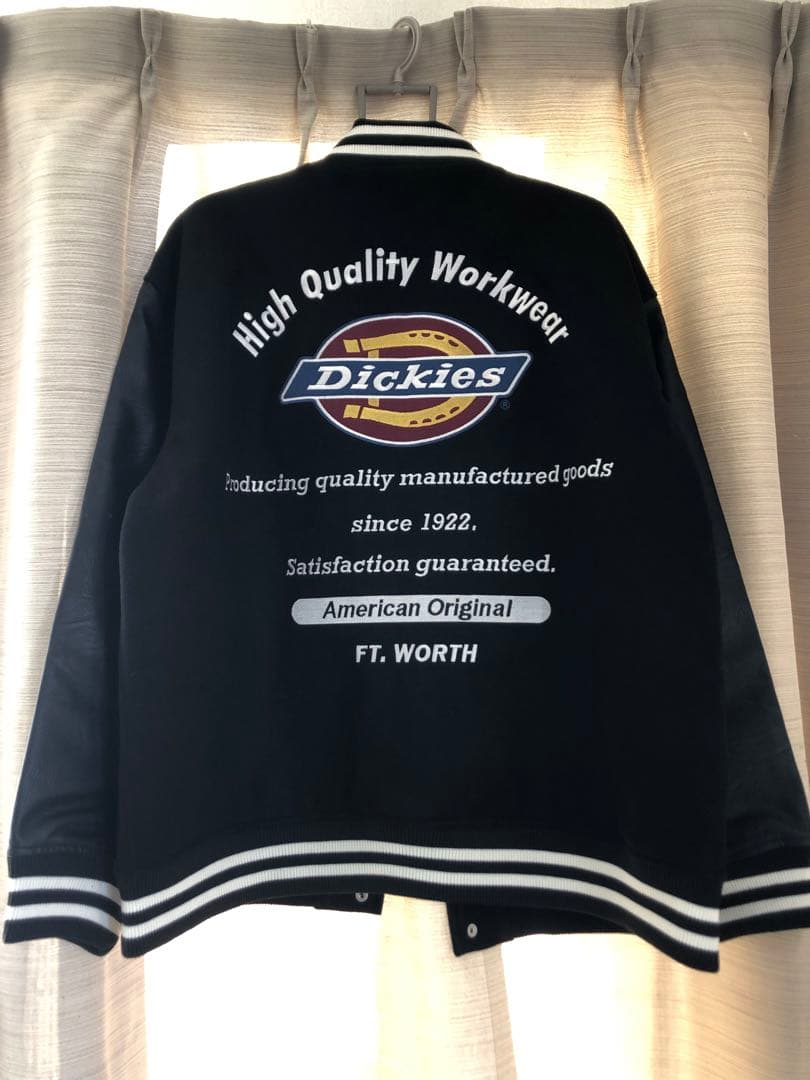 High Quality Workwear
Dickies®
Producing quality manufactured goods
since 1922.
Satisfaction guaranteed.
American Original
FT. WORTH